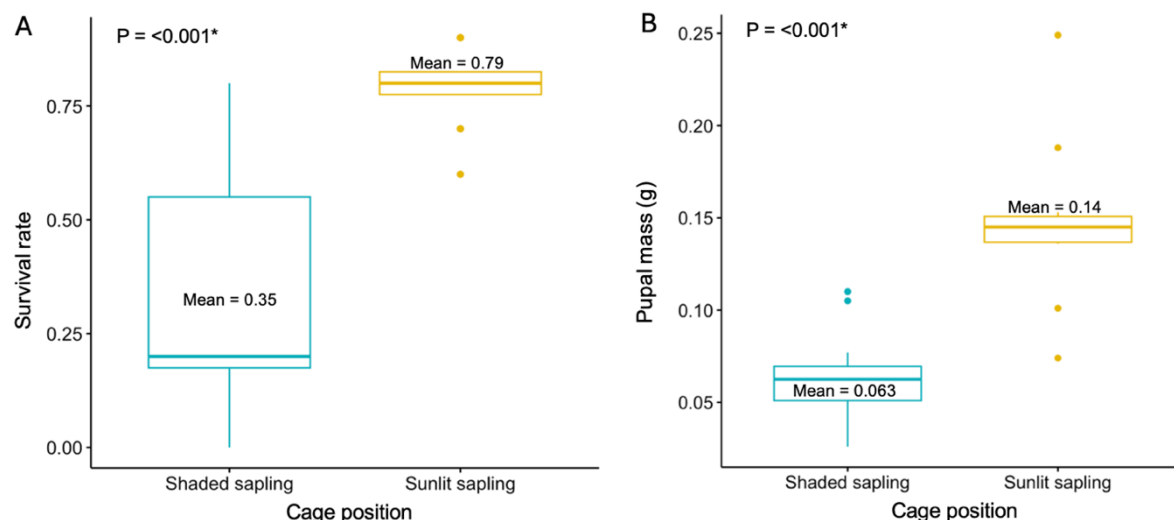 A
P = <0.001*
Survival rate
0.75
0.50
0.25
0.00
Mean = 0.35
Mean = 0.79
Shaded sapling
Sunlit sapling
Cage position
B
P = <0.001*
Pupal mass (g)
0.25
0.20
0.15
0.10
0.05
Mean = 0.063
Mean = 0.14
Shaded sapling
Sunlit sapling
Cage position